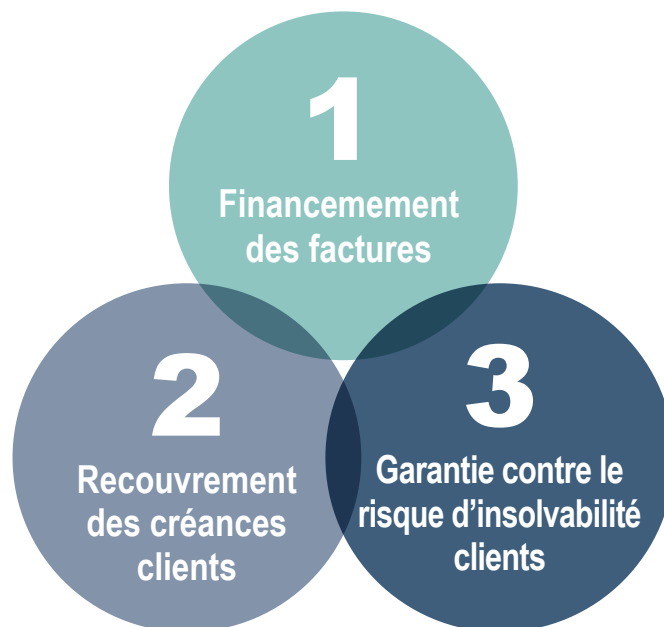 1
Financemement
des factures
2
Recouvrement
des créances
clients
3
Garantie contre le
risque d’insolvabilité
clients